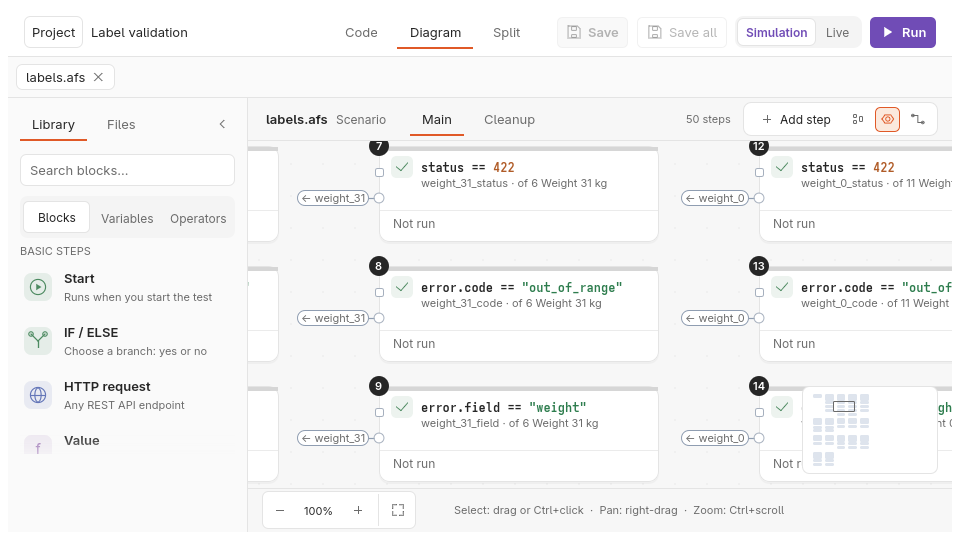 Project Label validation Code Diagram Split Save Save all Simulation Live Run
labels.afs
Library Files
labels.afs Scenario Main Cleanup 50 steps Add step
Search blocks...
Blocks Variables Operators
BASIC STEPS
Start
Runs when you start the test
IF / ELSE
Choose a branch: yes or no
HTTP request
Any REST API endpoint
Value
7
status == 422
weight_31_status · of 6 Weight 31 kg
← weight_31
Not run
12
status == 422
weight_0_status · of 11 Weigh
← weight_0
Not run
8
error.code == "out_of_range"
weight_31_code · of 6 Weight 31 kg
← weight_31
Not run
13
error.code == "out_of
weight_0_code · of 11 Weight
← weight_0
Not run
9
error.field == "weight"
weight_31_field · of 6 Weight 31 kg
← weight_31
Not run
14
← weight_0
Not r
100%
Select: drag or Ctrl+click · Pan: right-drag · Zoom: Ctrl+scroll